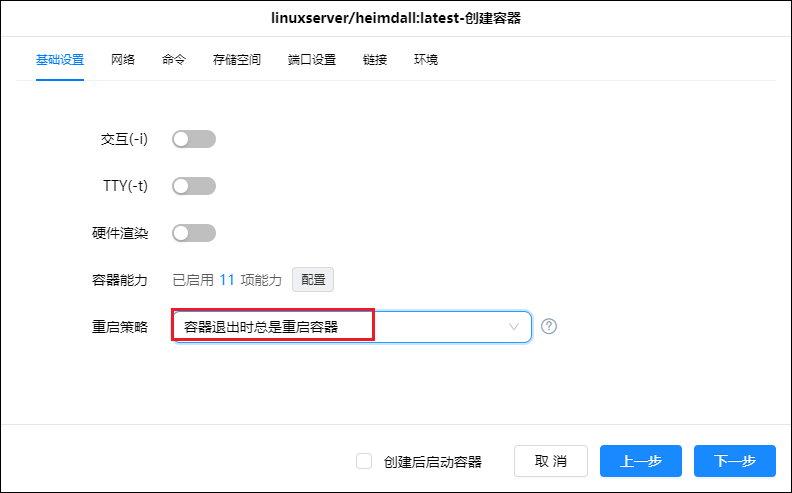 linuxserver/heimdall:latest-创建容器
基础设置 网络 命令 存储空间 端口设置 链接 环境
交互(-i)
TTY(-t)
硬件渲染
容器能力 已启用 11 项能力 配置
重启策略 容器退出时总是重启容器 ?
创建后启动容器 取 消 上一步 下一步